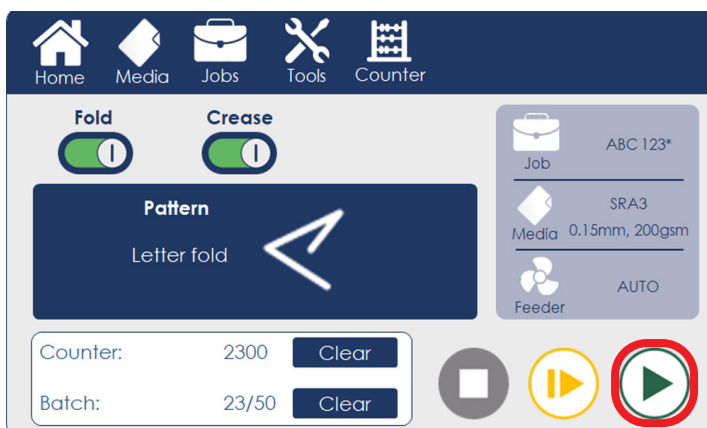 Home Media Jobs Tools Counter
Fold Crease
Pattern
Letter fold
Job ABC 123*
Media SRA3
0.15mm, 200gsm
Feeder AUTO
Counter: 2300 Clear
Batch: 23/50 Clear